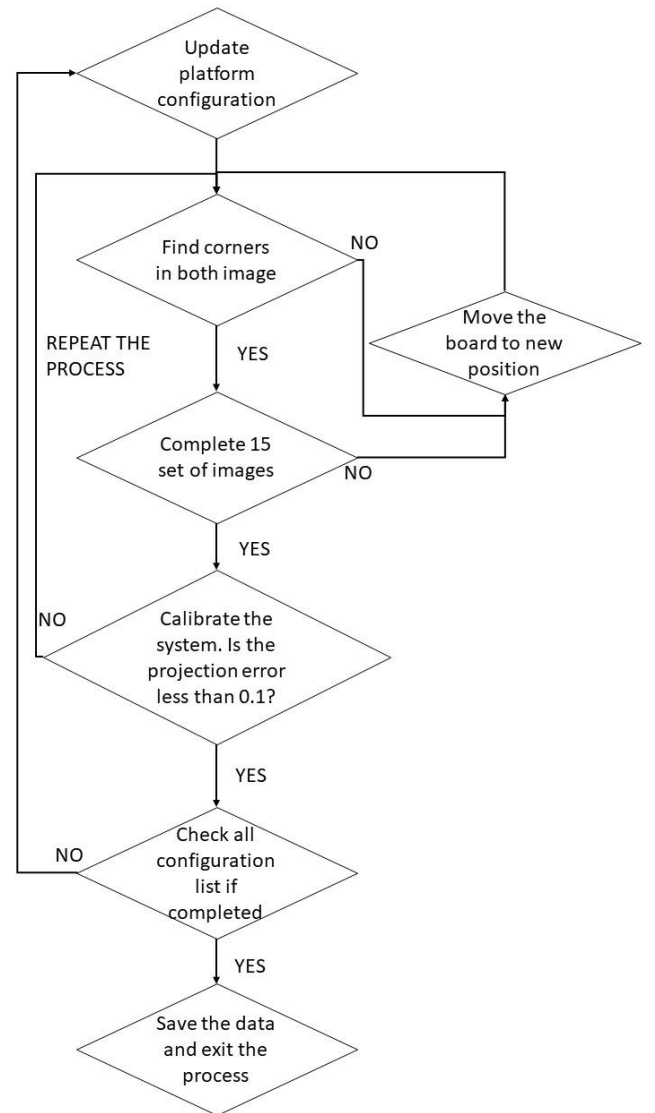 Update
platform
configuration
Find corners
in both image
NO
Move the
board to new
position
REPEAT THE
PROCESS
YES
Complete 15
set of images
NO
YES
NO
Calibrate the
system. Is the
projection error
less than 0.1?
YES
NO
Check all
configuration
list if
completed
YES
Save the data
and exit the
process